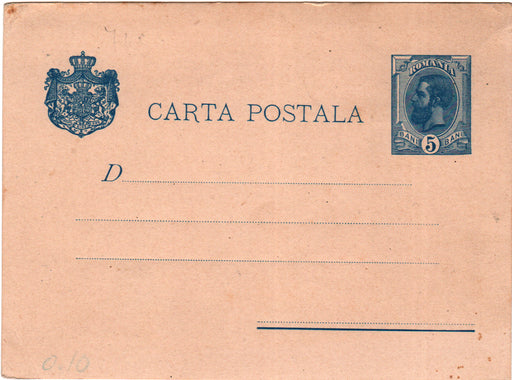 ROMANIA
CARTA POSTALA
BANI 5 BANI
D
0.10